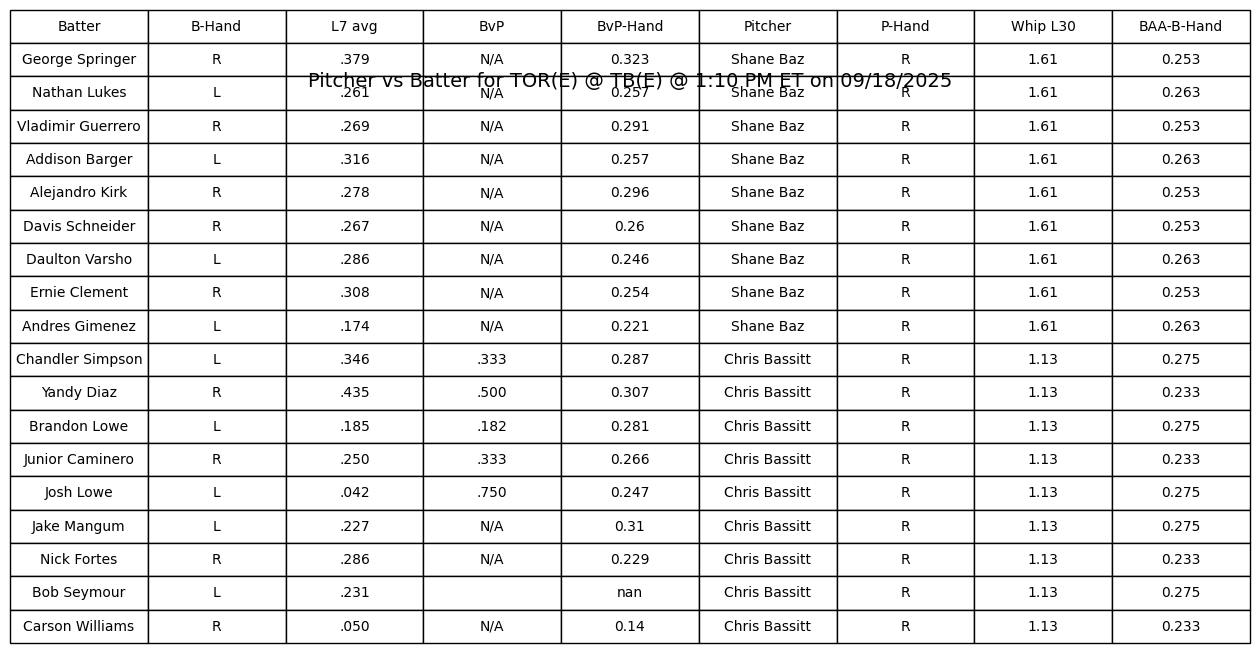 Batter B-Hand L7 avg BvP BvP-Hand Pitcher P-Hand Whip L30 BAA-B-Hand
George Springer R .379 N/A 0.323 Shane Baz R 1.61 0.253
Pitcher vs Batter for TOR(E) @ TB(E) @ 1:10 PM ET on 09/18/2025
Nathan Lukes L .261 N/A 0.257 Shane Baz R 1.61 0.263
Vladimir Guerrero R .269 N/A 0.291 Shane Baz R 1.61 0.253
Addison Barger L .316 N/A 0.257 Shane Baz R 1.61 0.263
Alejandro Kirk R .278 N/A 0.296 Shane Baz R 1.61 0.253
Davis Schneider R .267 N/A 0.26 Shane Baz R 1.61 0.253
Daulton Varsho L .286 N/A 0.246 Shane Baz R 1.61 0.263
Ernie Clement R .308 N/A 0.254 Shane Baz R 1.61 0.253
Andres Gimenez L .174 N/A 0.221 Shane Baz R 1.61 0.263
Chandler Simpson L .346 .333 0.287 Chris Bassitt R 1.13 0.275
Yandy Diaz R .435 .500 0.307 Chris Bassitt R 1.13 0.233
Brandon Lowe L .185 .182 0.281 Chris Bassitt R 1.13 0.275
Junior Caminero R .250 .333 0.266 Chris Bassitt R 1.13 0.233
Josh Lowe L .042 .750 0.247 Chris Bassitt R 1.13 0.275
Jake Mangum L .227 N/A 0.31 Chris Bassitt R 1.13 0.275
Nick Fortes R .286 N/A 0.229 Chris Bassitt R 1.13 0.233
Bob Seymour L .231 nan Chris Bassitt R 1.13 0.275
Carson Williams R .050 N/A 0.14 Chris Bassitt R 1.13 0.233